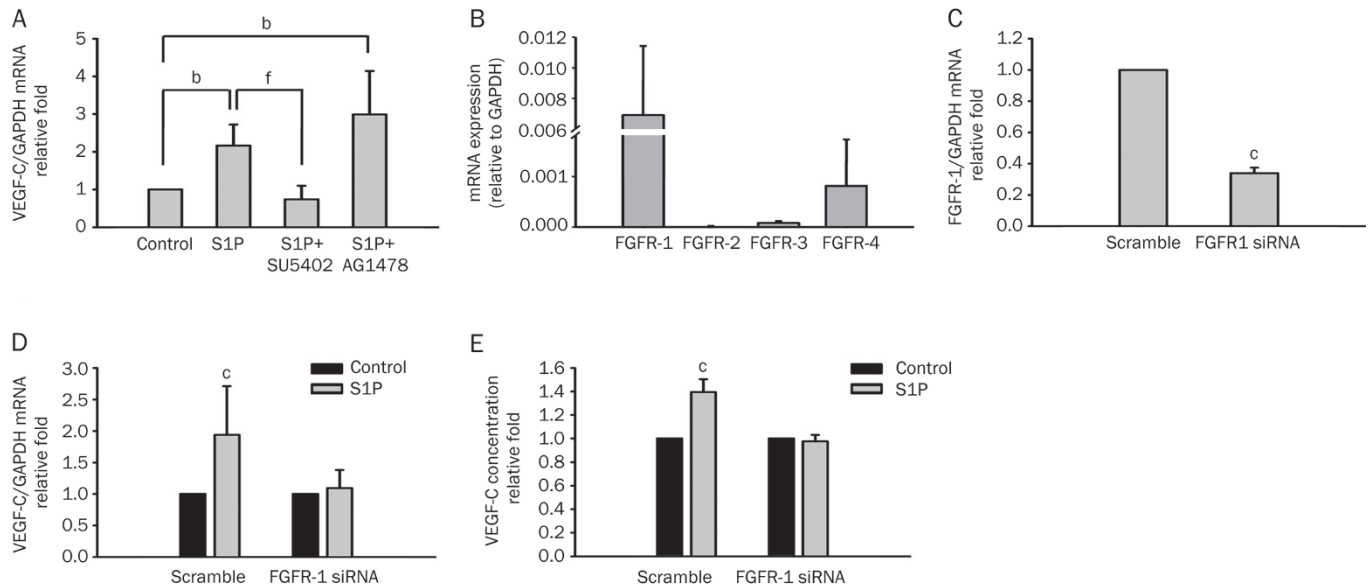 A
VEGF-C/GAPDH mRNA
relative fold
5
4
3
2
1
0
b
b
f
Control
S1P
S1P+
SU5402
S1P+
AG1478
B
mRNA expression
(relative to GAPDH)
0.012
0.010
0.008
0.006
0.001
0.000
FGFR-1
FGFR-2
FGFR-3
FGFR-4
C
FGFR-1/GAPDH mRNA
relative fold
1.2
1.0
0.8
0.6
0.4
0.2
0.0
c
Scramble
FGFR1 siRNA
D
VEGF-C/GAPDH mRNA
relative fold
3.0
2.5
2.0
1.5
1.0
0.5
0.0
c
Control
S1P
Scramble
FGFR-1 siRNA
E
VEGF-C concentration
relative fold
1.6
1.4
1.2
1.0
0.8
0.6
0.4
0.2
0.0
c
Control
S1P
Scramble
FGFR-1 siRNA